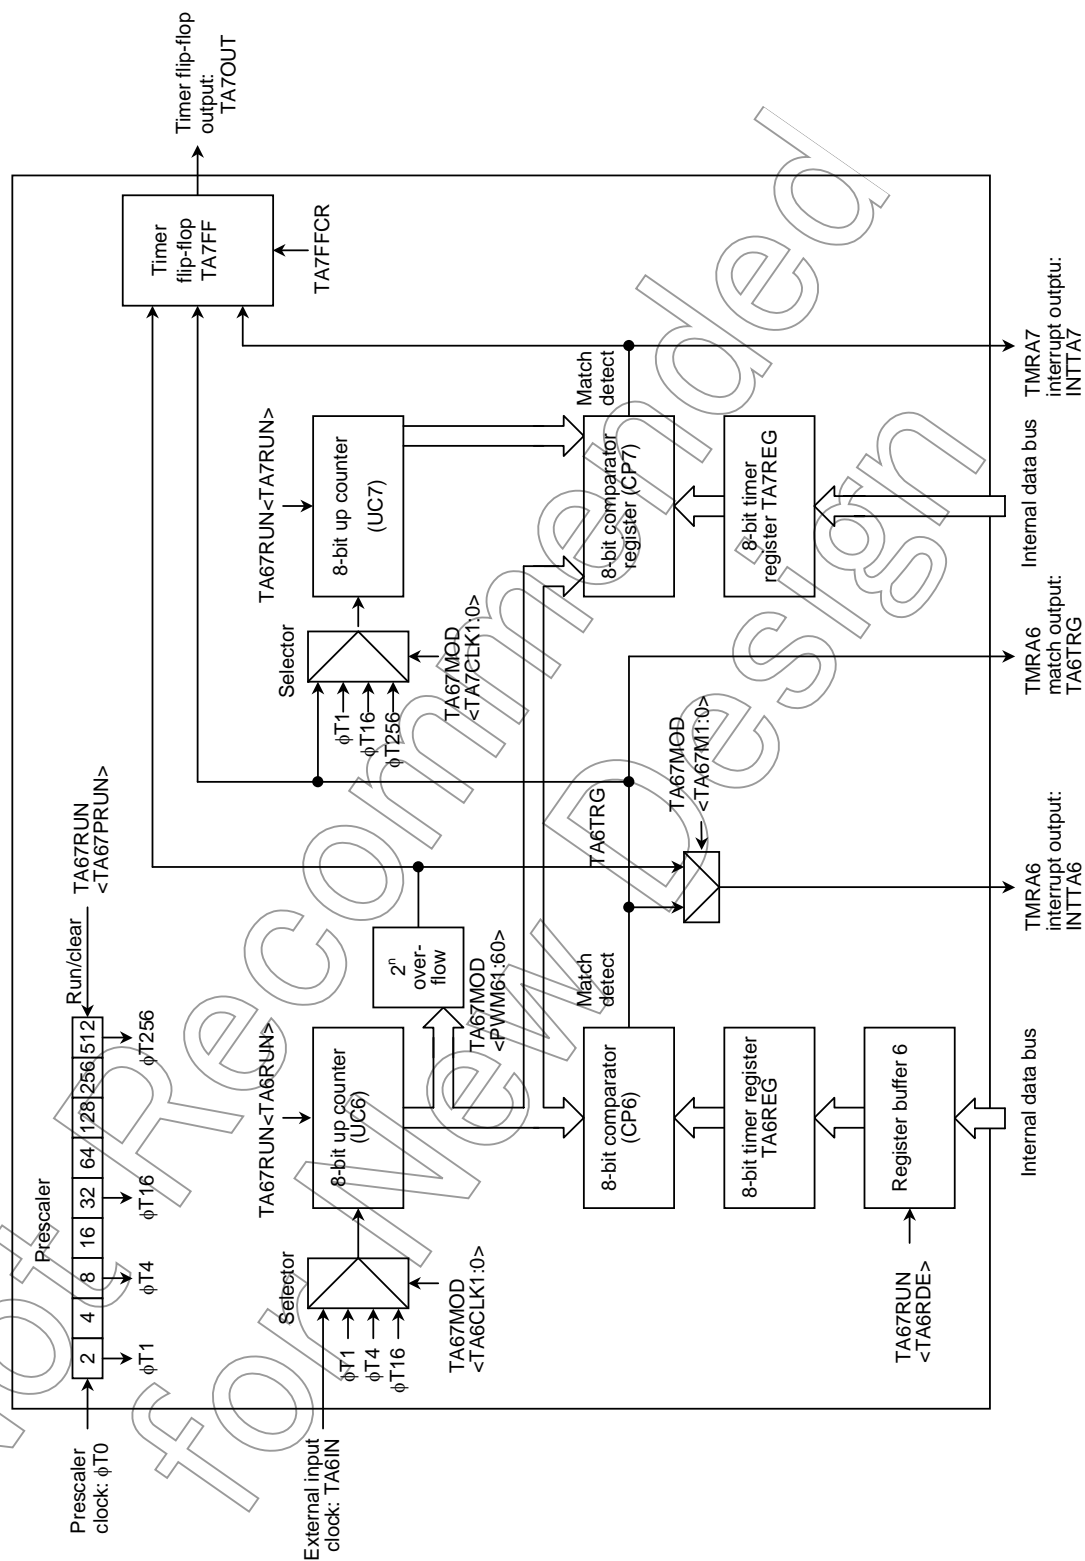 Prescaler
Prescaler
clock: ϕT0
2 4 8 16 32 64 128 256 512
Run/clear
TA67RUN
<TA67PRUN>
ϕT1
ϕT4
ϕT16
ϕT256
External input
clock: TA6IN
Selector
ϕT1
ϕT4
ϕT16
TA67MOD
<TA6CLK1:0>
TA67RUN<TA6RUN>
8-bit up counter
(UC6)
2n
over-
flow
TA67MOD
<PWM61:60>
Selector
ϕT1
ϕT16
ϕT256
TA67MOD
<TA7CLK1:0>
TA67RUN<TA7RUN>
8-bit up counter
(UC7)
Timer
flip-flop
TA7FF
TA7FFCR
Timer flip-flop
output:
TA7OUT
8-bit comparator
(CP6)
Match
detect
TA6TRG
8-bit comparator
register (CP7)
Match
detect
8-bit timer register
TA6REG
TA67MOD
<TA67M1:0>
8-bit timer
register TA7REG
TA67RUN
<TA6RDE>
Register buffer 6
Internal data bus
TMRA6
interrupt output:
INTTA6
TMRA6
match output:
TA6TRG
Internal data bus
TMRA7
interrupt outptu:
INTTA7
Not Recommended
for New Design